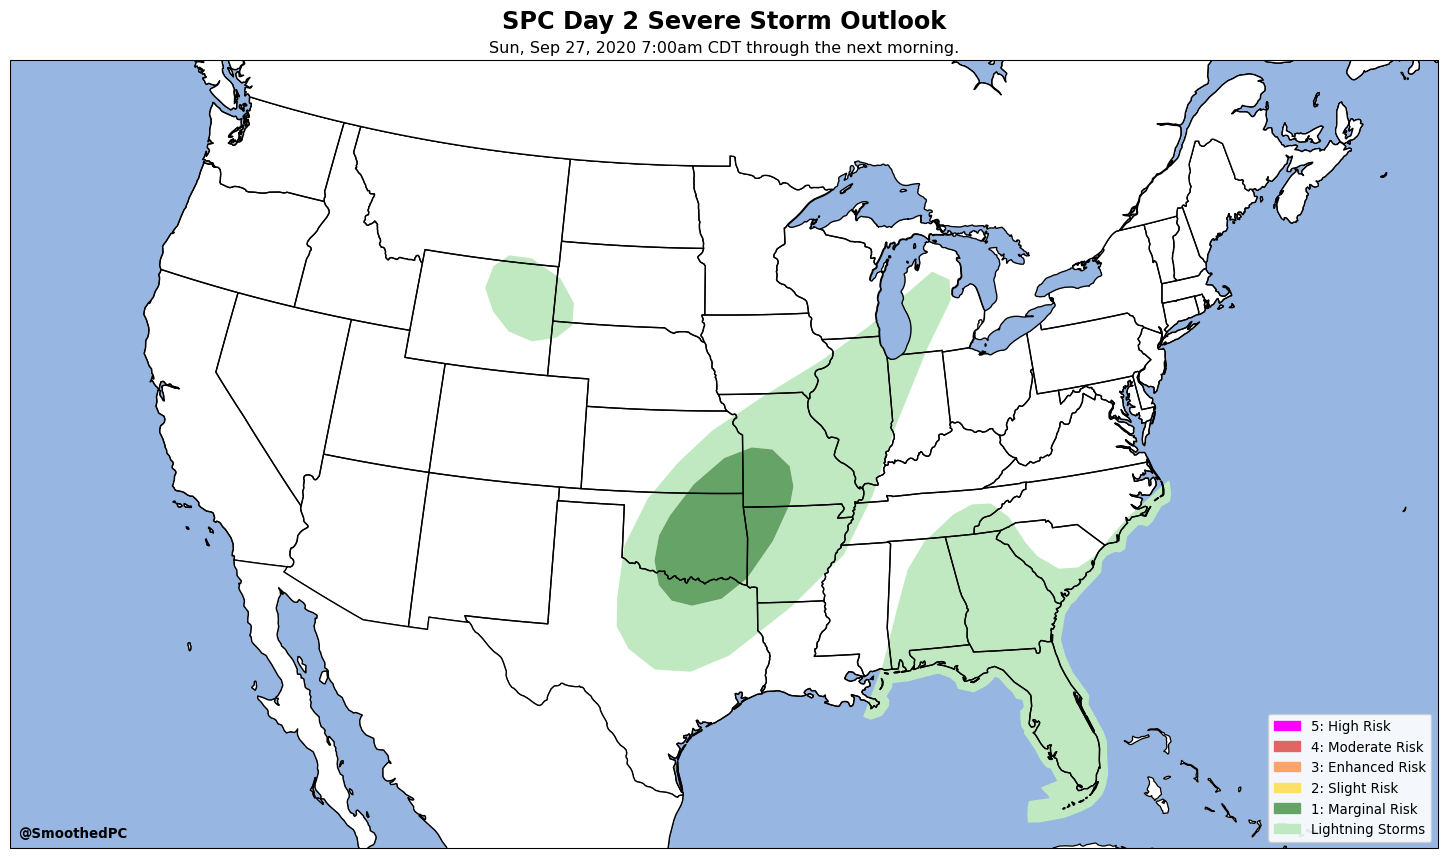 SPC Day 2 Severe Storm Outlook
Sun, Sep 27, 2020 7:00am CDT through the next morning.
5: High Risk
4: Moderate Risk
3: Enhanced Risk
2: Slight Risk
1: Marginal Risk
Lightning Storms
@SmoothedPC